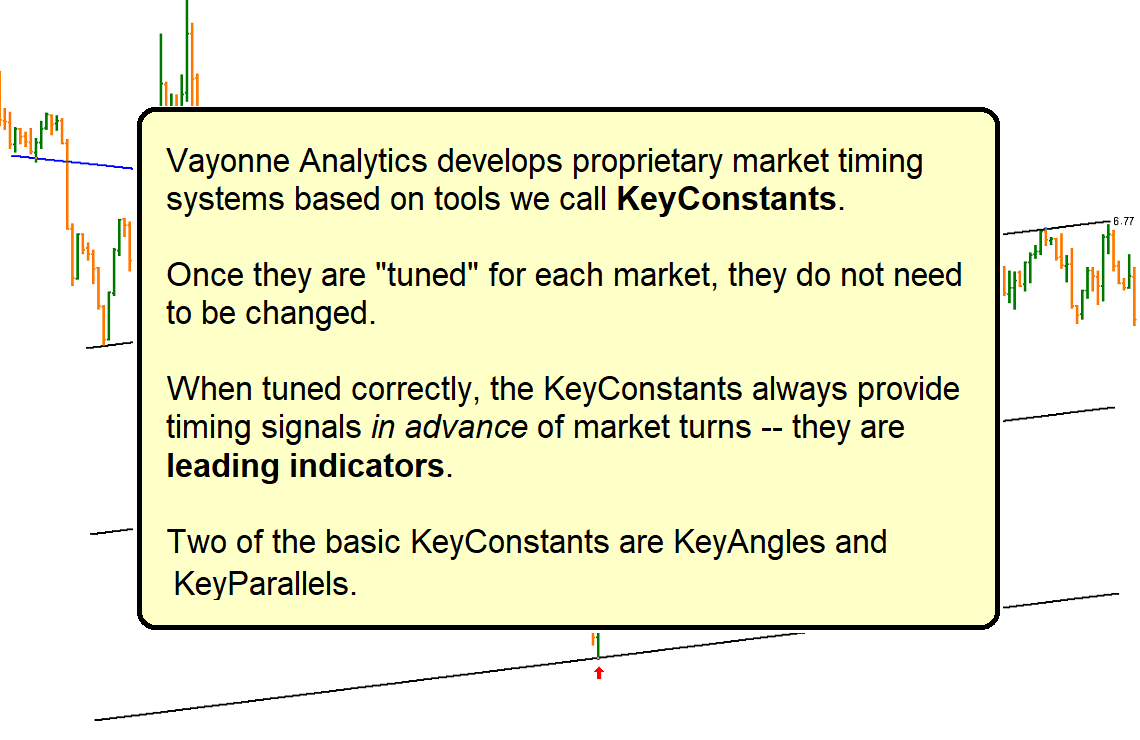 Vayonne Analytics develops proprietary market timing
systems based on tools we call KeyConstants.
Once they are "tuned" for each market, they do not need
to be changed.
When tuned correctly, the KeyConstants always provide
timing signals in advance of market turns -- they are
leading indicators.
Two of the basic KeyConstants are KeyAngles and
KeyParallels.
6.77